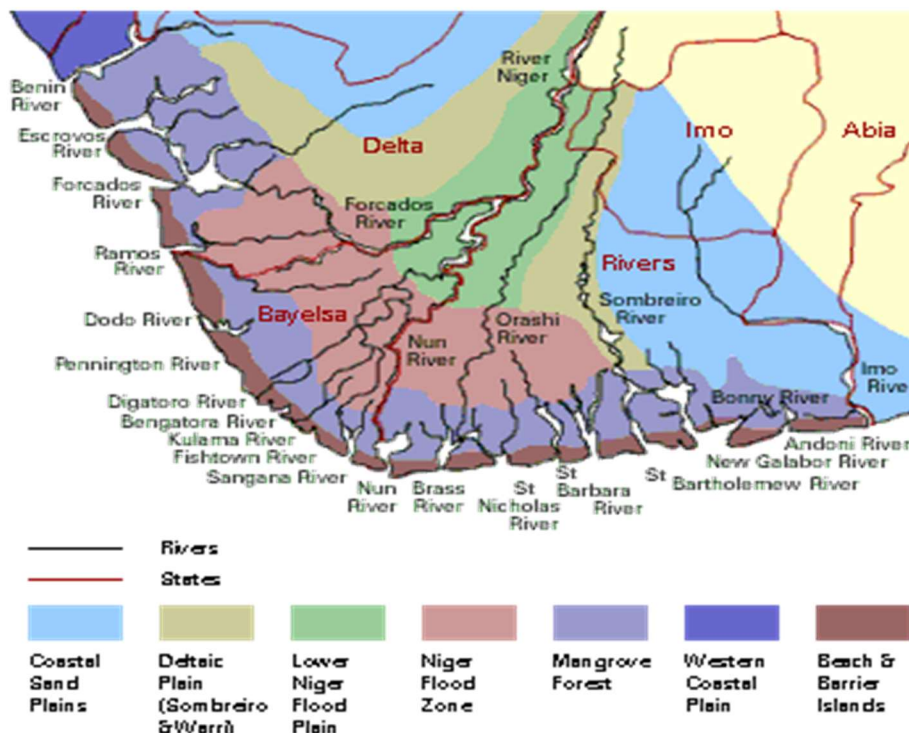 River
Niger
Benin
River
Imo
Abia
Escrovos
River
Delta
Forcados
River
Forcados
River
Ramos
River
Rivers
Sombreiro
River
Bayelsa
Dodo River
Orashi
River
Nun
River
Pennington River
Imo
River
Digatoro River
Bonny River
Bengatora River
Kulama River
Fishtown River
Sangana River
Andoni River
New Galabor River
Nun
River
Brass
River
St
Nicholas
River
St
Barbara
River
St
Bartholemew River
Rivers
States
Coastal
Sand
Plains
Deltaic
Plain
(Sombreiro
&Warri)
Lower
Niger
Flood
Plain
Niger
Flood
Zone
Mangrove
Forest
Western
Coastal
Plain
Beach &
Barrier
Islands